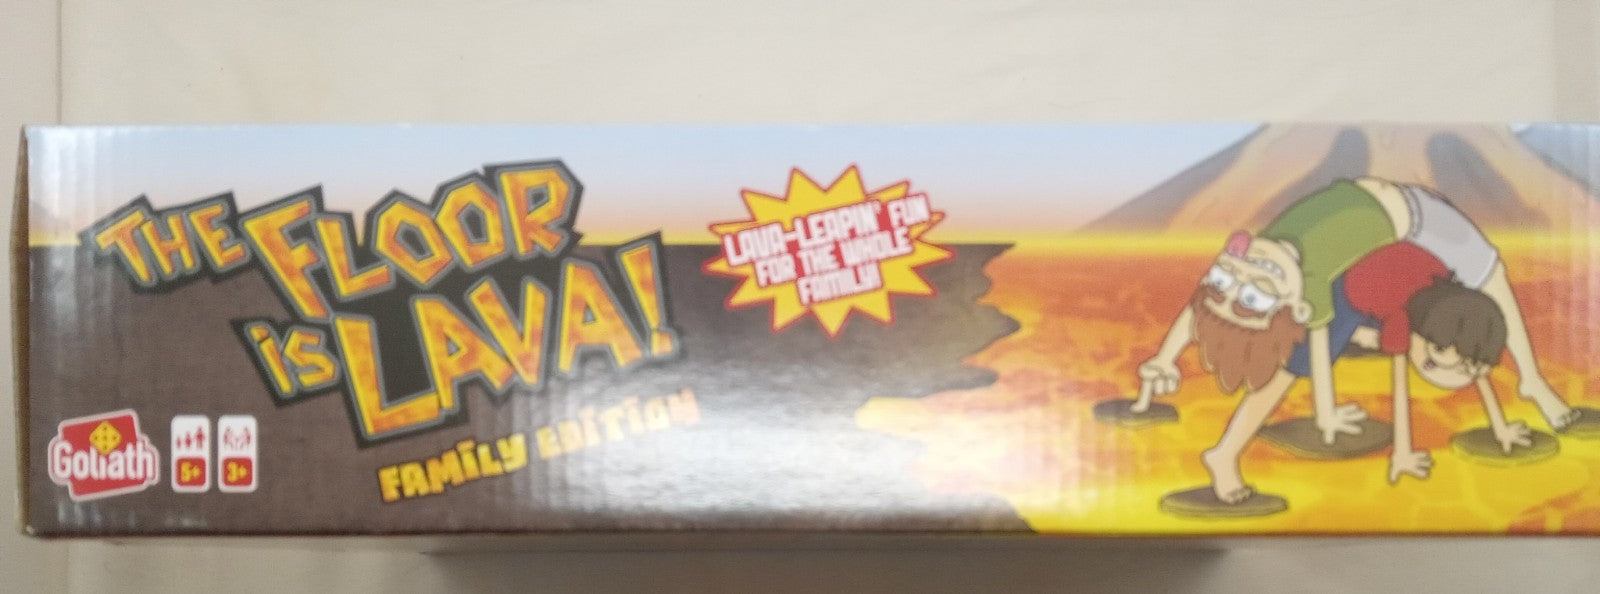 THE FLOOR
is LAVA!
FAMILY EDITION
LAVA-LEAPIN' FUN
FOR THE WHOLE
FAMILY!
Goliath
5+
3+